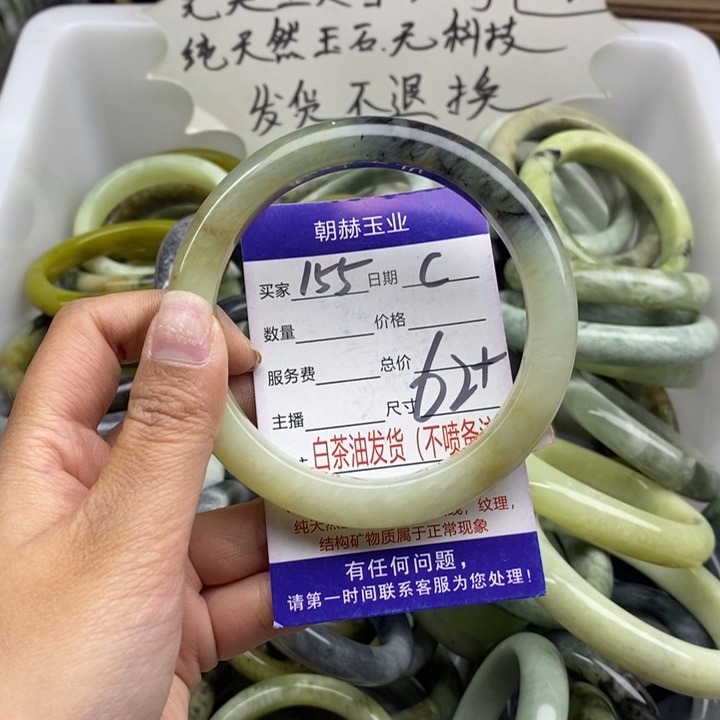 纯天然玉石.无科技
发货不退换
朝赫玉业
买家 155 日期 C
数量 价格
服务费 总价
主播 尺寸 62+
白茶油发货（不喷备注
纹理，
结构矿物质属于正常现象
有任何问题，
请第一时间联系客服为您处理！